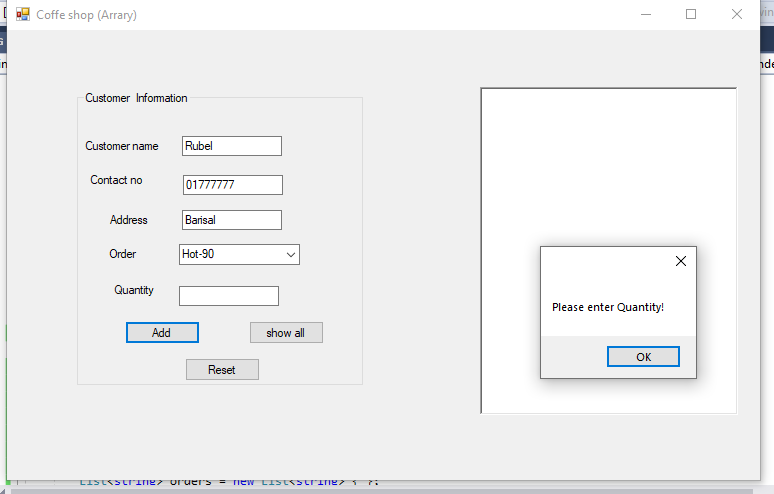 Coffe shop (Arrary)
Customer Information
Customer name Rubel
Contact no 01777777
Address Barisal
Order Hot-90
Quantity
Add show all
Reset
Please enter Quantity!
OK
List<string> orders = new List<string> { };